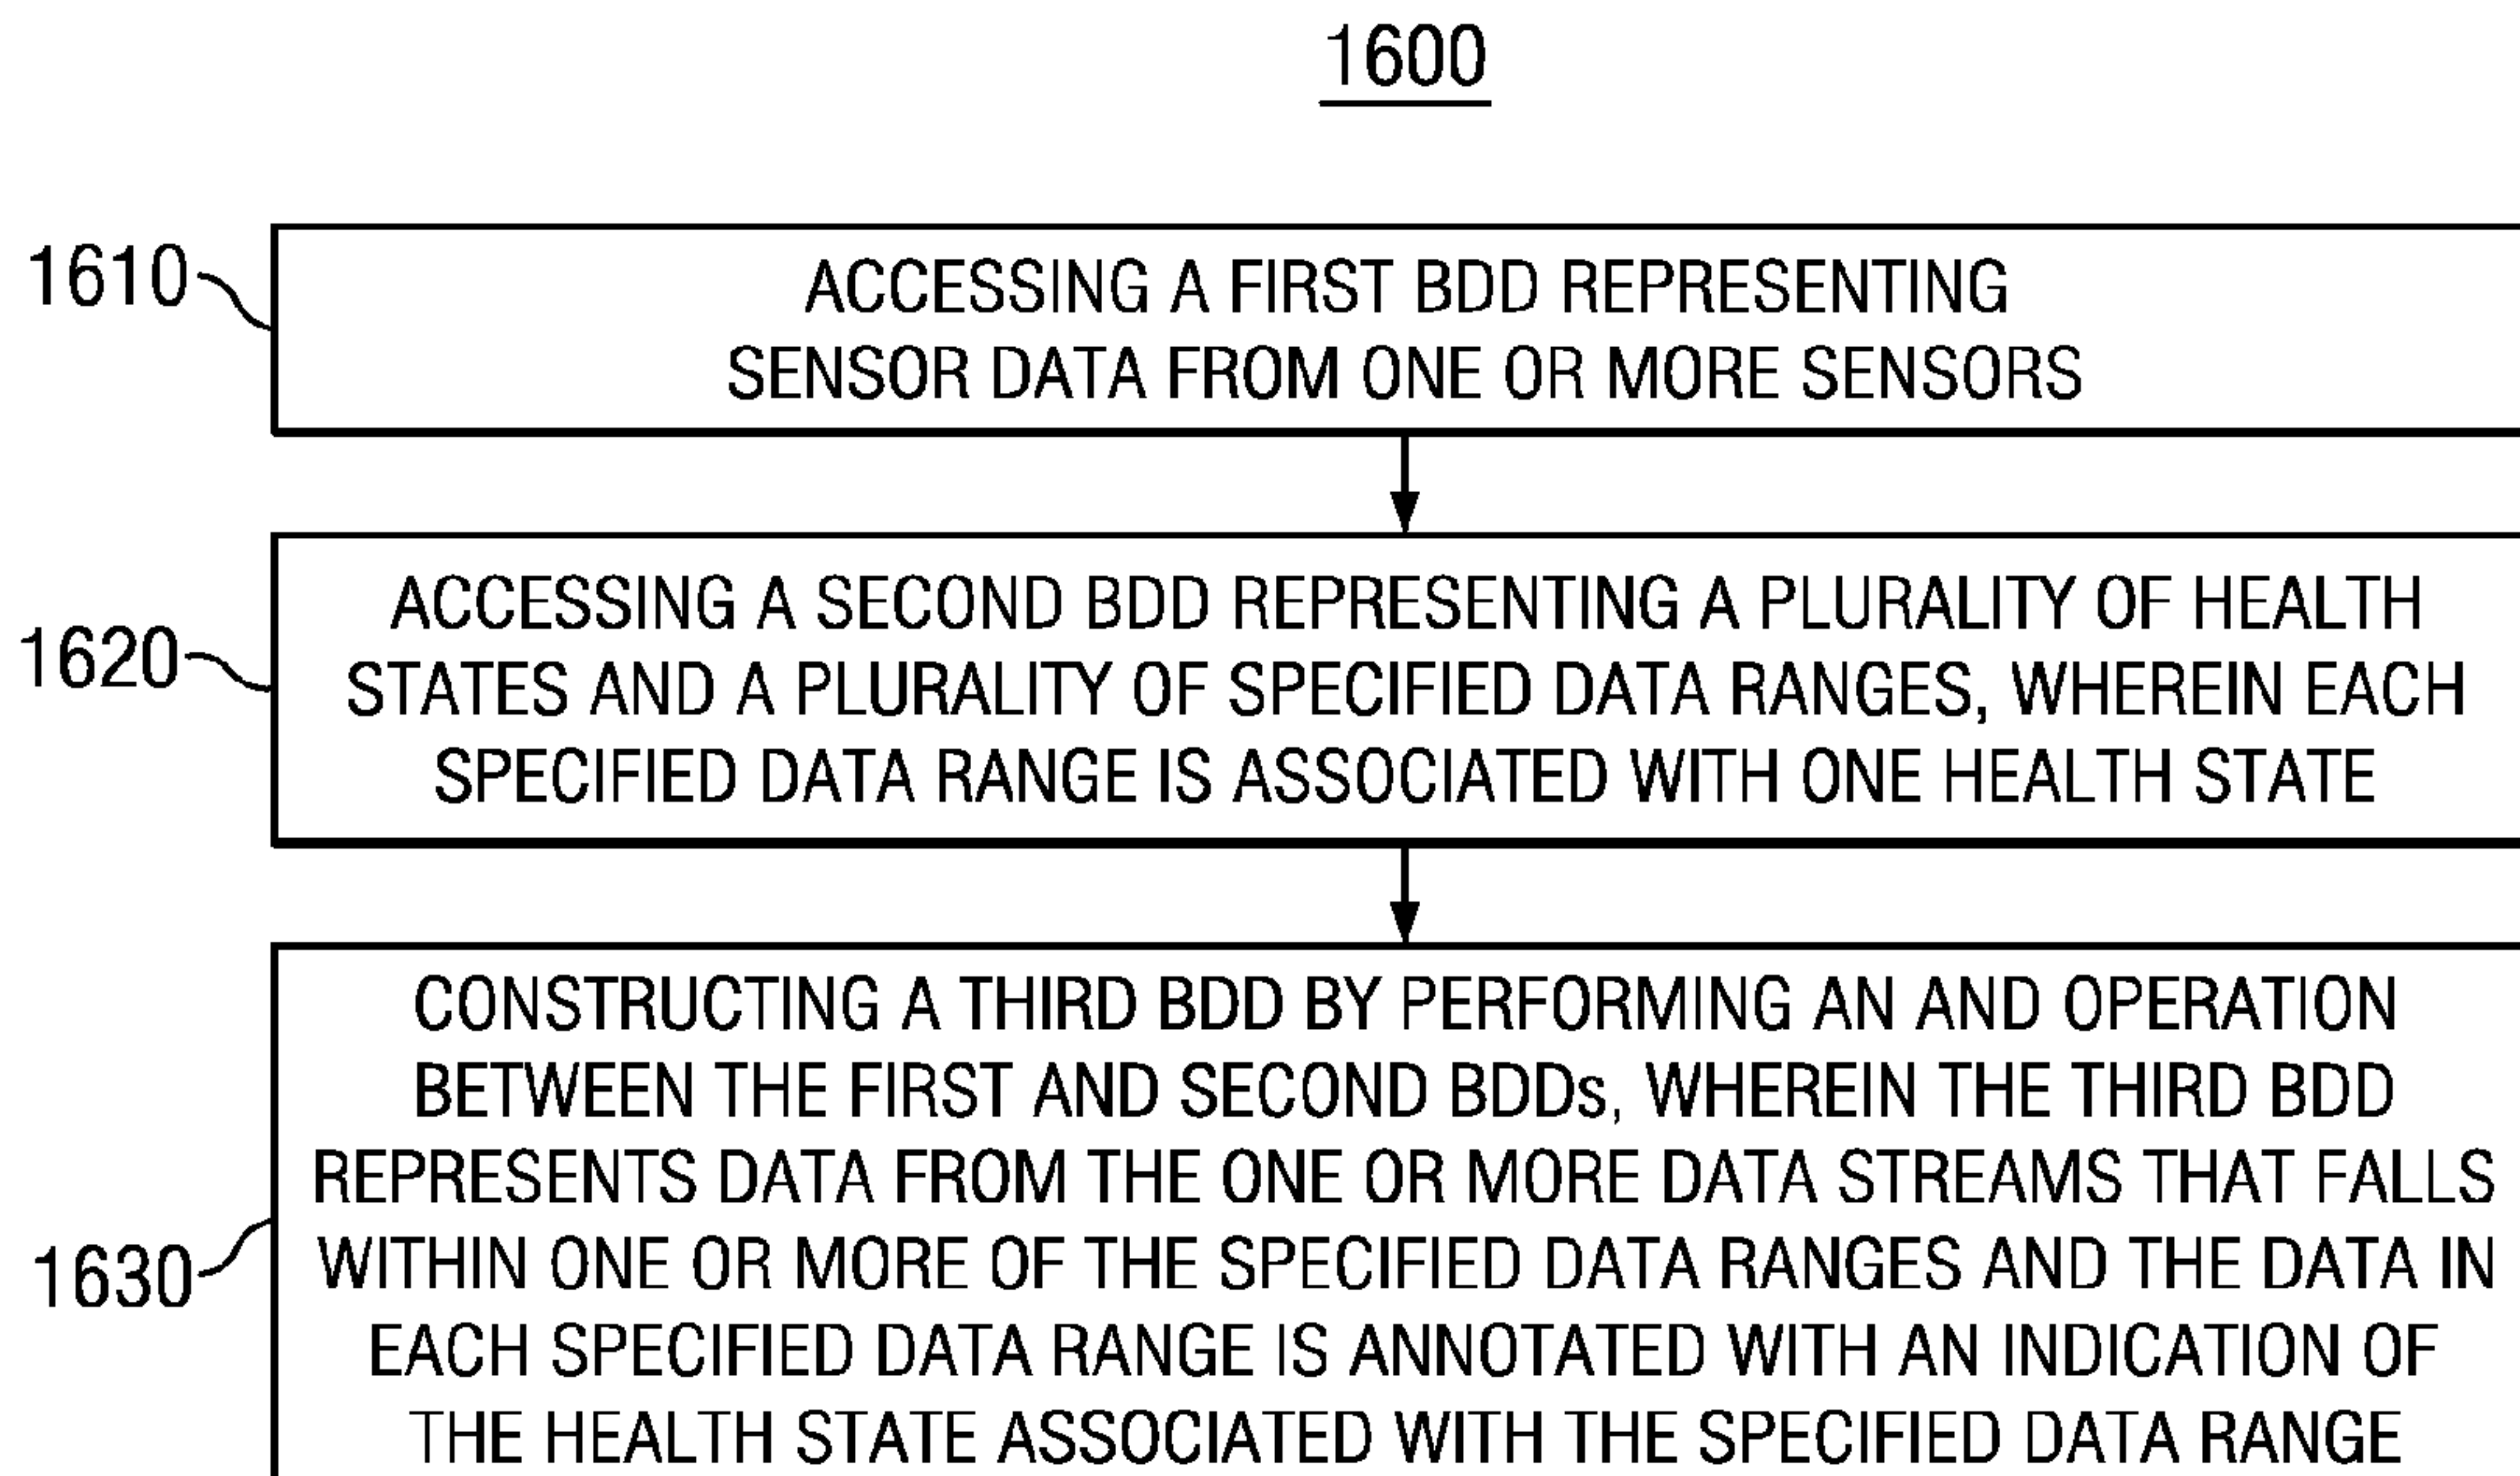 1600
1610
ACCESSING A FIRST BDD REPRESENTING
SENSOR DATA FROM ONE OR MORE SENSORS
1620
ACCESSING A SECOND BDD REPRESENTING A PLURALITY OF HEALTH
STATES AND A PLURALITY OF SPECIFIED DATA RANGES, WHEREIN EACH
SPECIFIED DATA RANGE IS ASSOCIATED WITH ONE HEALTH STATE
1630
CONSTRUCTING A THIRD BDD BY PERFORMING AN AND OPERATION
BETWEEN THE FIRST AND SECOND BDDs, WHEREIN THE THIRD BDD
REPRESENTS DATA FROM THE ONE OR MORE DATA STREAMS THAT FALLS
WITHIN ONE OR MORE OF THE SPECIFIED DATA RANGES AND THE DATA IN
EACH SPECIFIED DATA RANGE IS ANNOTATED WITH AN INDICATION OF
THE HEALTH STATE ASSOCIATED WITH THE SPECIFIED DATA RANGE